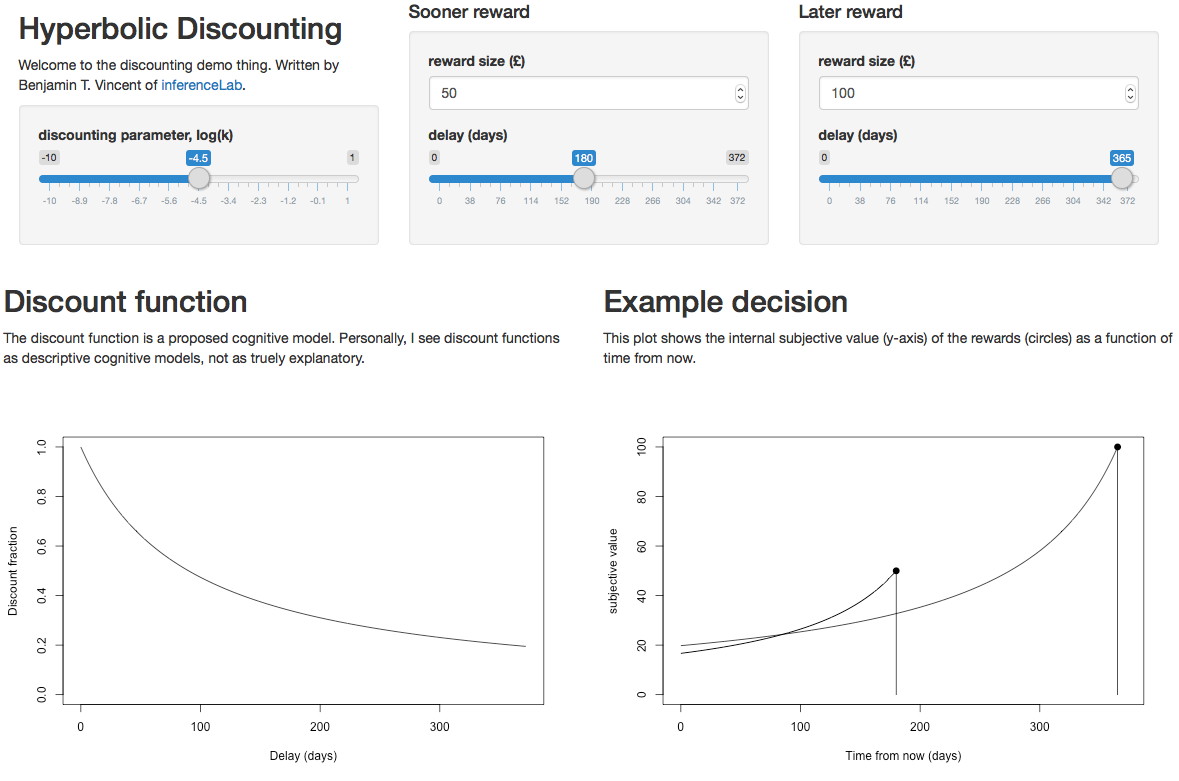 Hyperbolic Discounting
Welcome to the discounting demo thing. Written by
Benjamin T. Vincent of inferenceLab.
discounting parameter, log(k)
-10 -4.5 1
-10 -8.9 -7.8 -6.7 -5.6 -4.5 -3.4 -2.3 -1.2 -0.1 1
Sooner reward
reward size (£)
50
delay (days)
0 180 372
0 38 76 114 152 190 228 266 304 342 372
Later reward
reward size (£)
100
delay (days)
0 365
0 38 76 114 152 190 228 266 304 342 372
Discount function
The discount function is a proposed cognitive model. Personally, I see discount functions
as descriptive cognitive models, not as truely explanatory.
Discount fraction
1.0
0.8
0.6
0.4
0.2
0.0
0 100 200 300
Delay (days)
Example decision
This plot shows the internal subjective value (y-axis) of the rewards (circles) as a function of
time from now.
subjective value
100
80
60
40
20
0
0 100 200 300
Time from now (days)